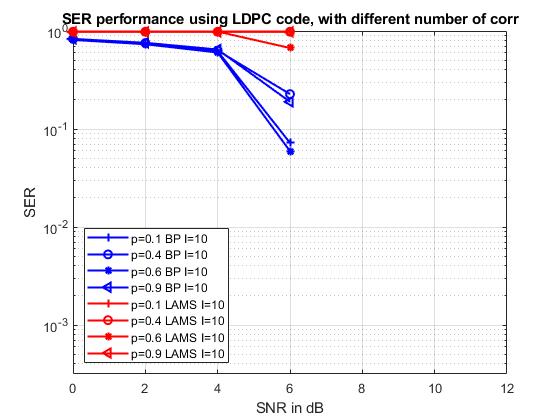 SER performance using LDPC code, with different number of corr
10^0
10^-1
10^-2
10^-3
SER
p=0.1 BP I=10
p=0.4 BP I=10
p=0.6 BP I=10
p=0.9 BP I=10
p=0.1 LAMS I=10
p=0.4 LAMS I=10
p=0.6 LAMS I=10
p=0.9 LAMS I=10
0 2 4 6 8 10 12
SNR in dB